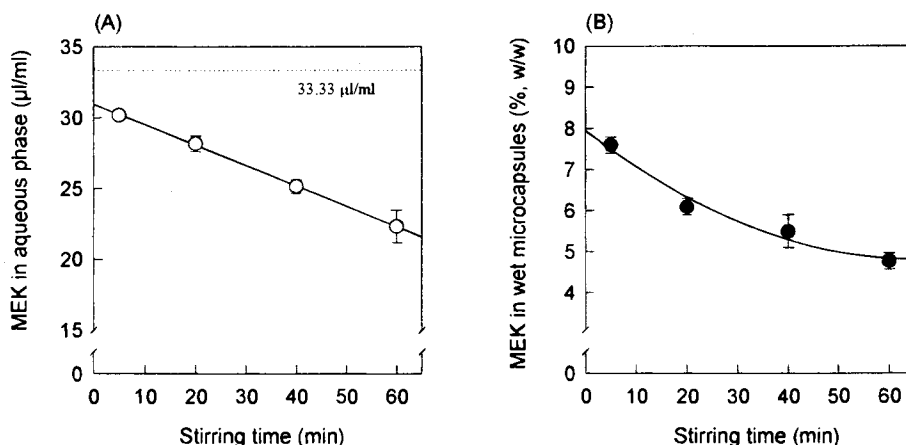 (A)
MEK in aqueous phase (µl/ml)
35
30
25
20
15
0
33.33 µl/ml
0 10 20 30 40 50 60
Stirring time (min)
(B)
MEK in wet microcapsules (%, w/w)
10
9
8
7
6
5
4
0
0 10 20 30 40 50 60
Stirring time (min)